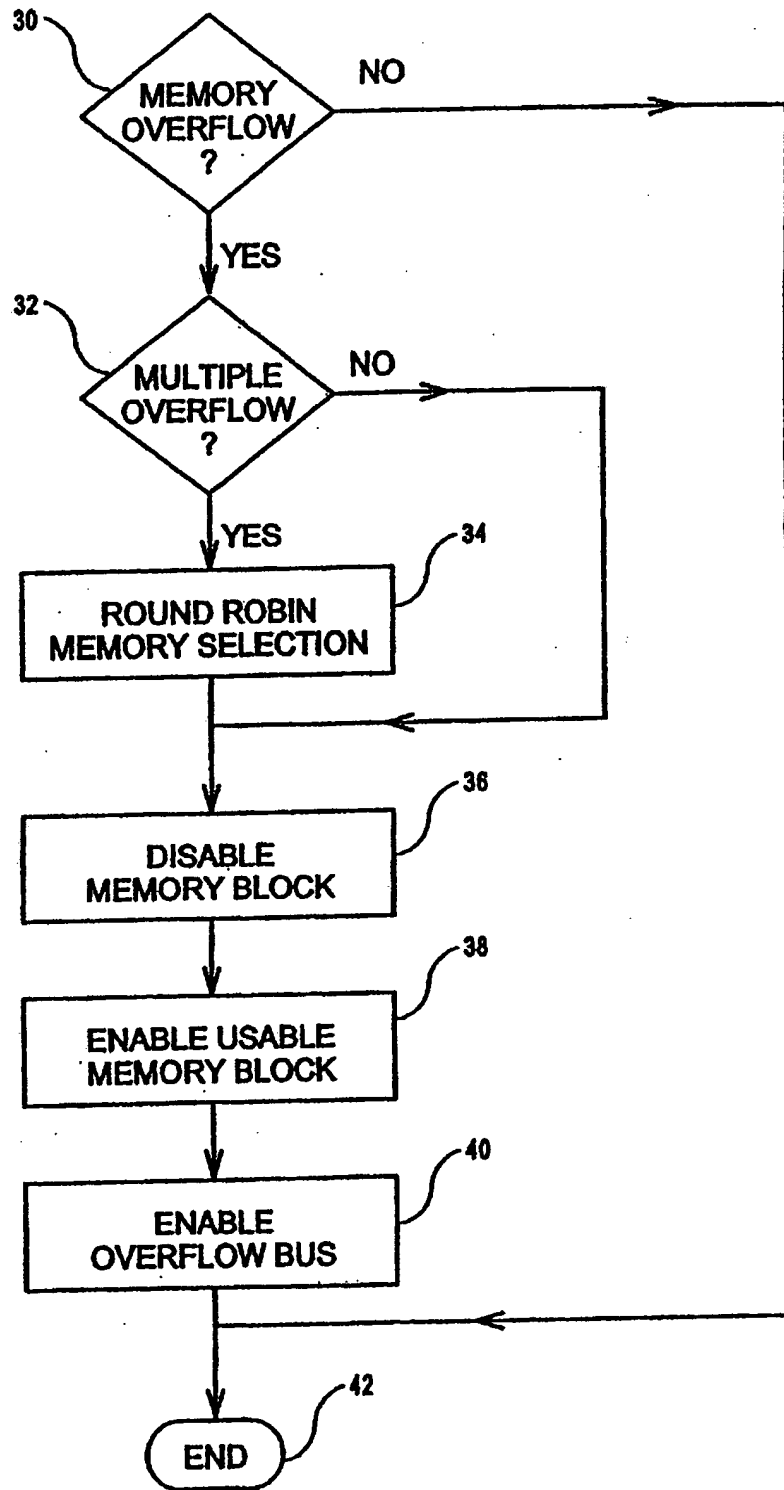 30
MEMORY
OVERFLOW
?
NO
YES
32
MULTIPLE
OVERFLOW
?
NO
YES
34
ROUND ROBIN
MEMORY SELECTION
36
DISABLE
MEMORY BLOCK
38
ENABLE USABLE
MEMORY BLOCK
40
ENABLE
OVERFLOW BUS
42
END